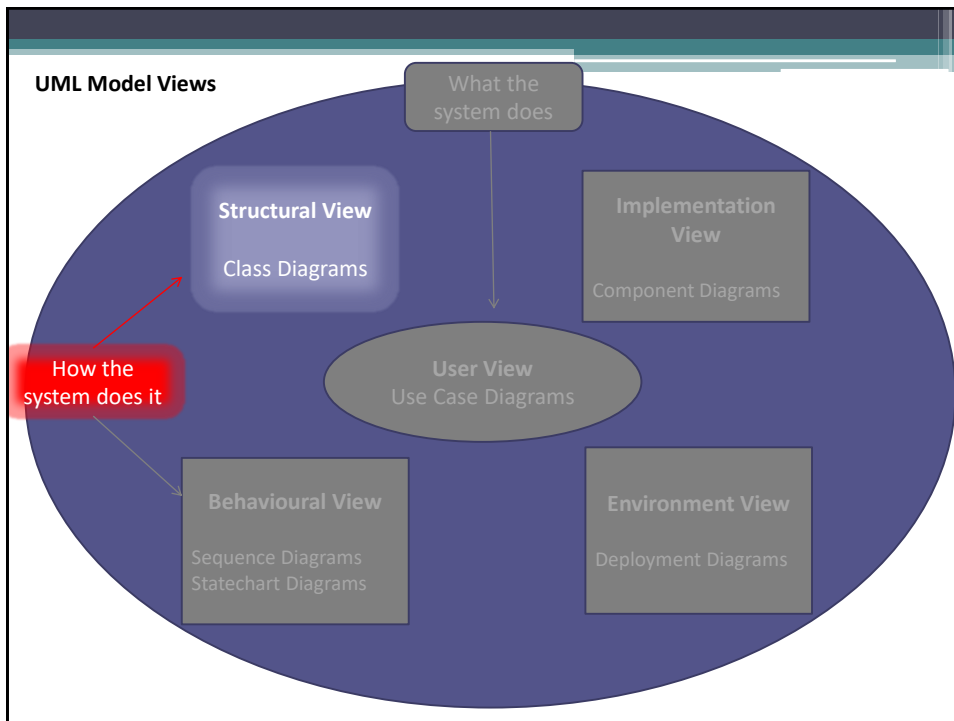 UML Model Views
What the
system does
Structural View
Class Diagrams
Implementation
View
Component Diagrams
How the
system does it
User View
Use Case Diagrams
Behavioural View
Sequence Diagrams
Statechart Diagrams
Environment View
Deployment Diagrams